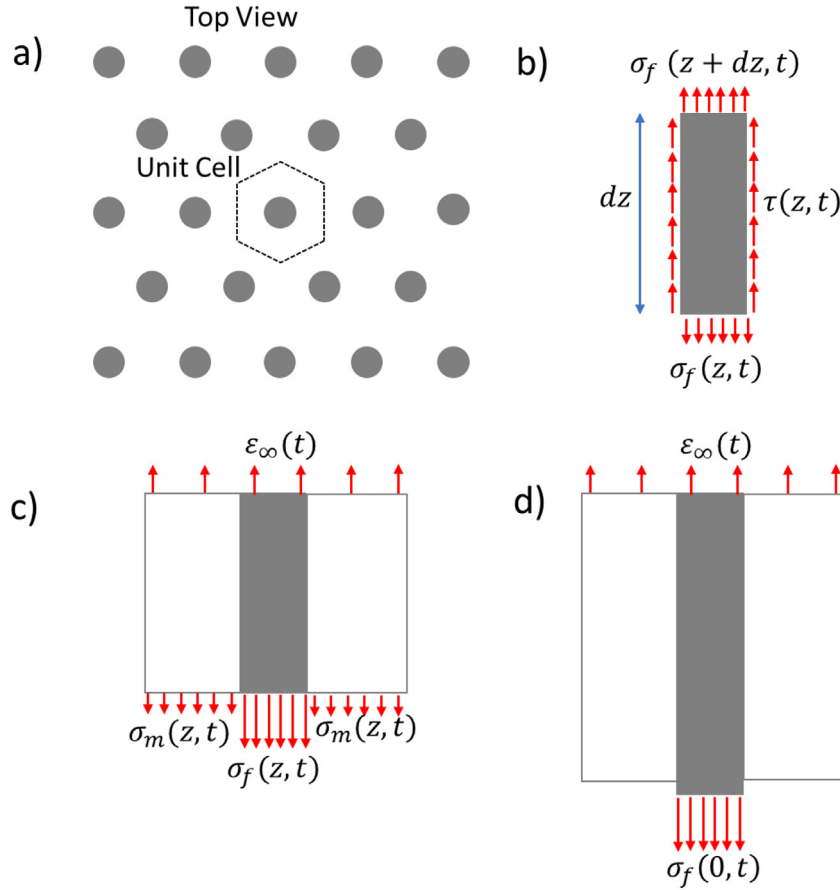 Top View
a)
Unit Cell
b)
σ_f (z + dz, t)
dz
τ(z, t)
σ_f(z, t)
c)
ε_∞(t)
σ_m(z, t)
σ_m(z, t)
σ_f(z, t)
d)
ε_∞(t)
σ_f(0, t)